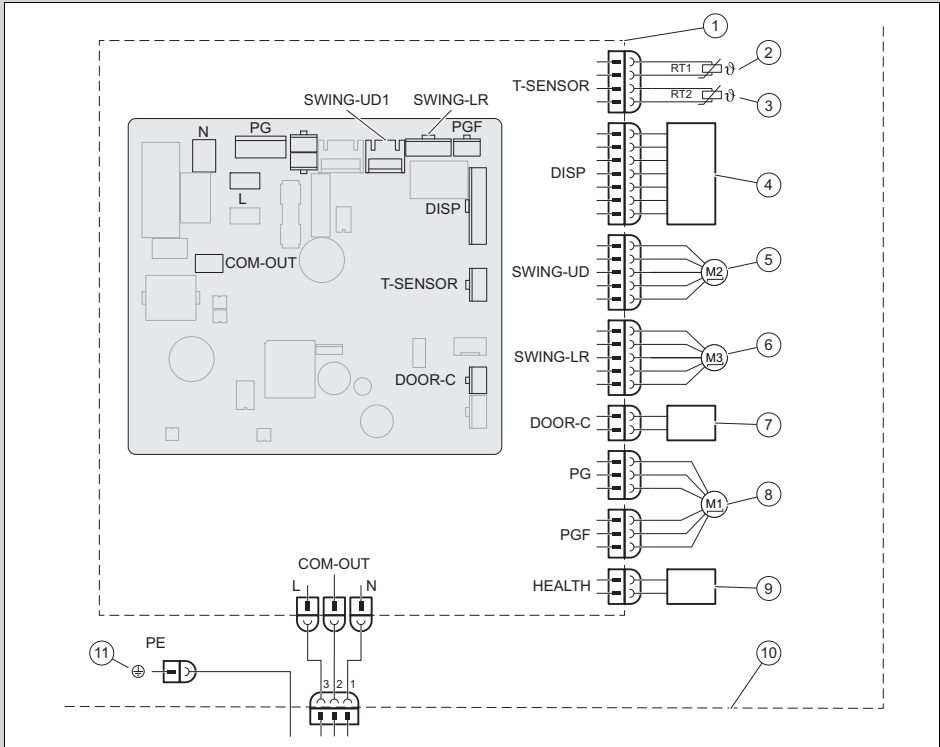 1
2
RT1 ϑ
T-SENSOR
RT2 ϑ
3
SWING-UD1 SWING-LR
N PG PGF
L
DISP
4
DISP
COM-OUT
SWING-UD
M2
5
T-SENSOR
SWING-LR
M3
6
DOOR-C
DOOR-C
7
PG
M1
8
PGF
COM-OUT
L N
HEALTH
9
PE
11
10
3 2 1